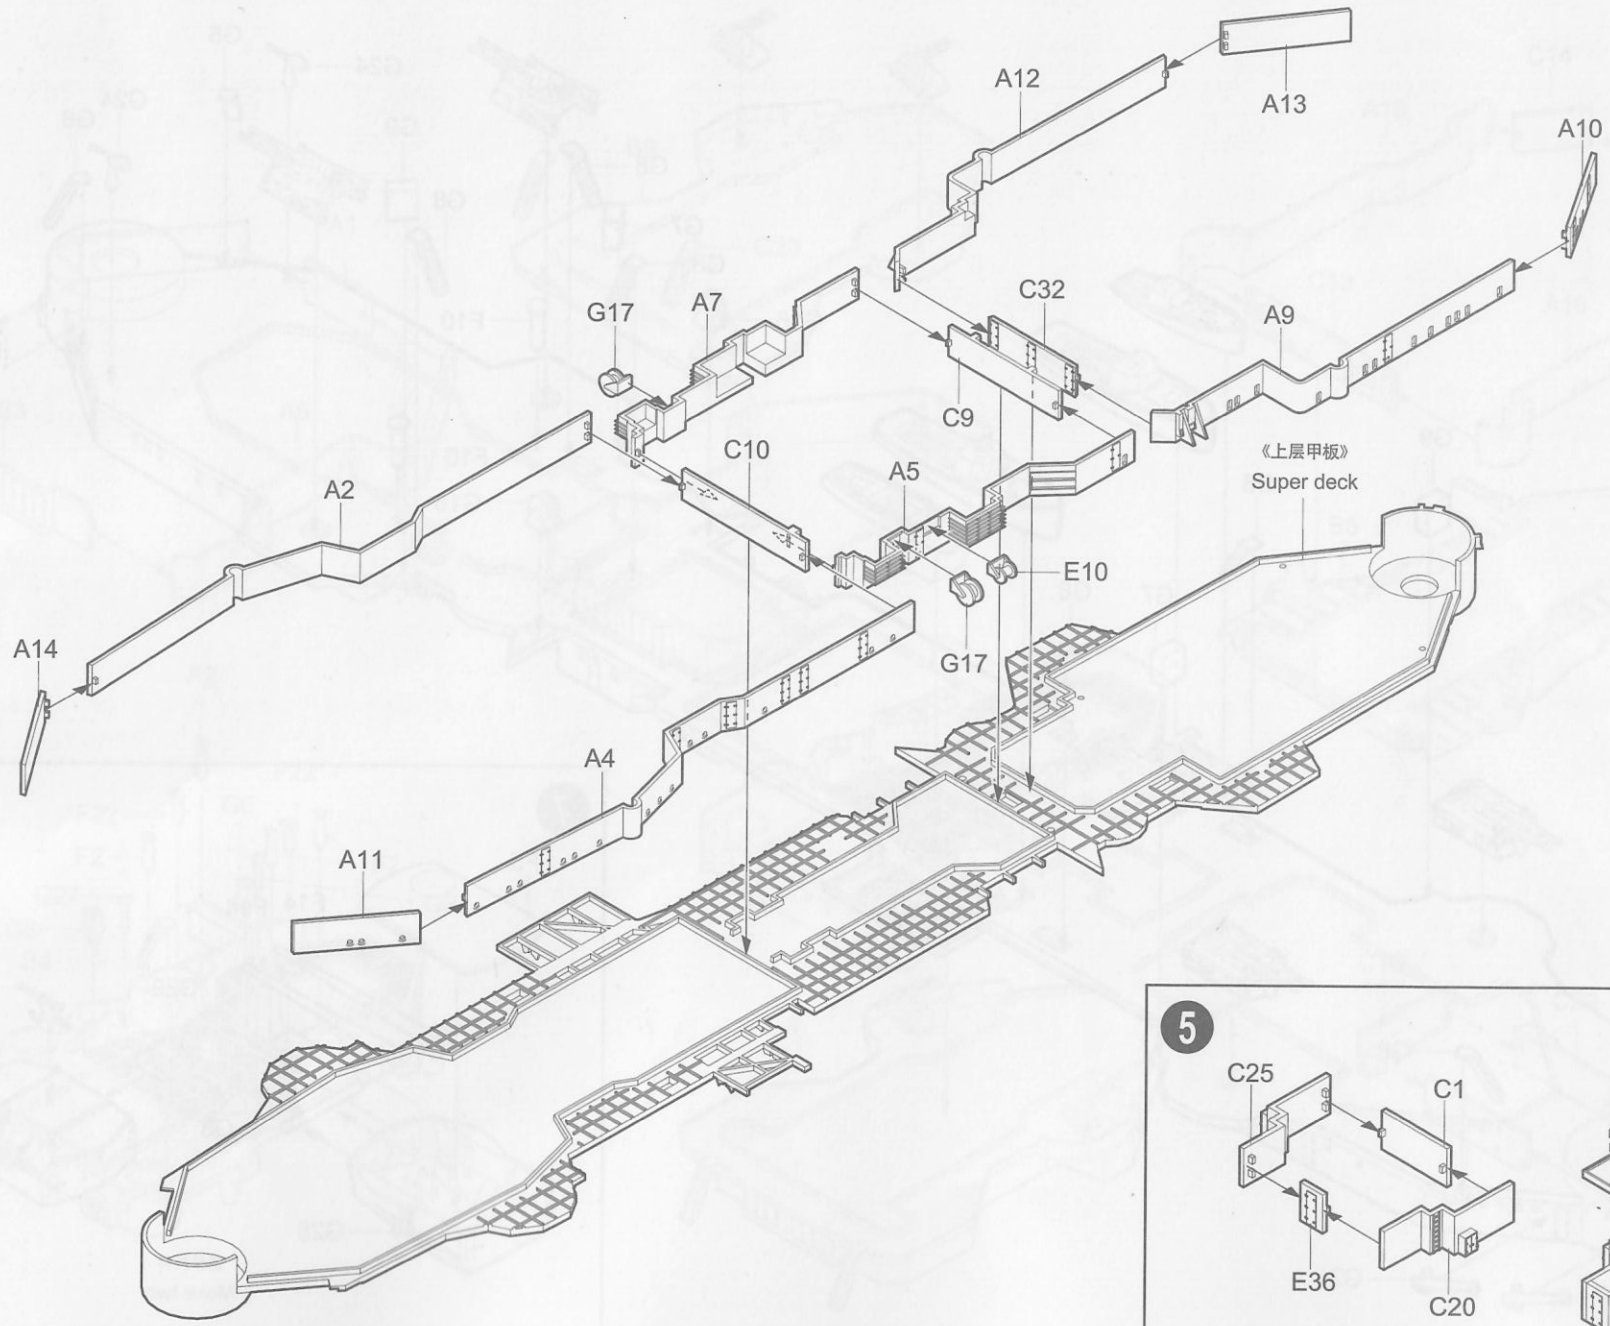 A13
A12
A10
C32
A9
A7
G17
C9
《上层甲板》
Super deck
C10
A5
A2
E10
G17
A14
A4
A11
5
C25
C1
E36
C20